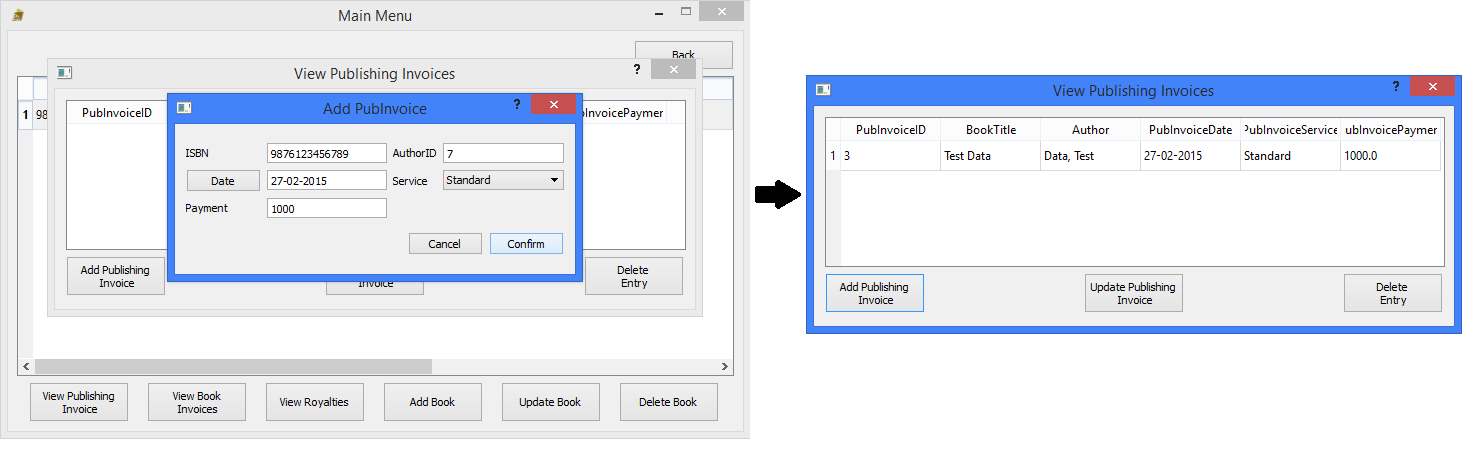 Main Menu
Back
View Publishing Invoices
?
PubInvoiceID
Add PubInvoice
?
1 98
ISBN 9876123456789 AuthorID 7
Date 27-02-2015 Service Standard
Payment 1000
Cancel Confirm
Add Publishing
Invoice
Invoice
Delete
Entry
View Publishing
Invoice
View Book
Invoices
View Royalties
Add Book
Update Book
Delete Book
View Publishing Invoices
?
PubInvoiceID BookTitle Author PubInvoiceDate PubInvoiceService ubInvoicePaymer
1 3 Test Data Data, Test 27-02-2015 Standard 1000.0
Add Publishing
Invoice
Update Publishing
Invoice
Delete
Entry